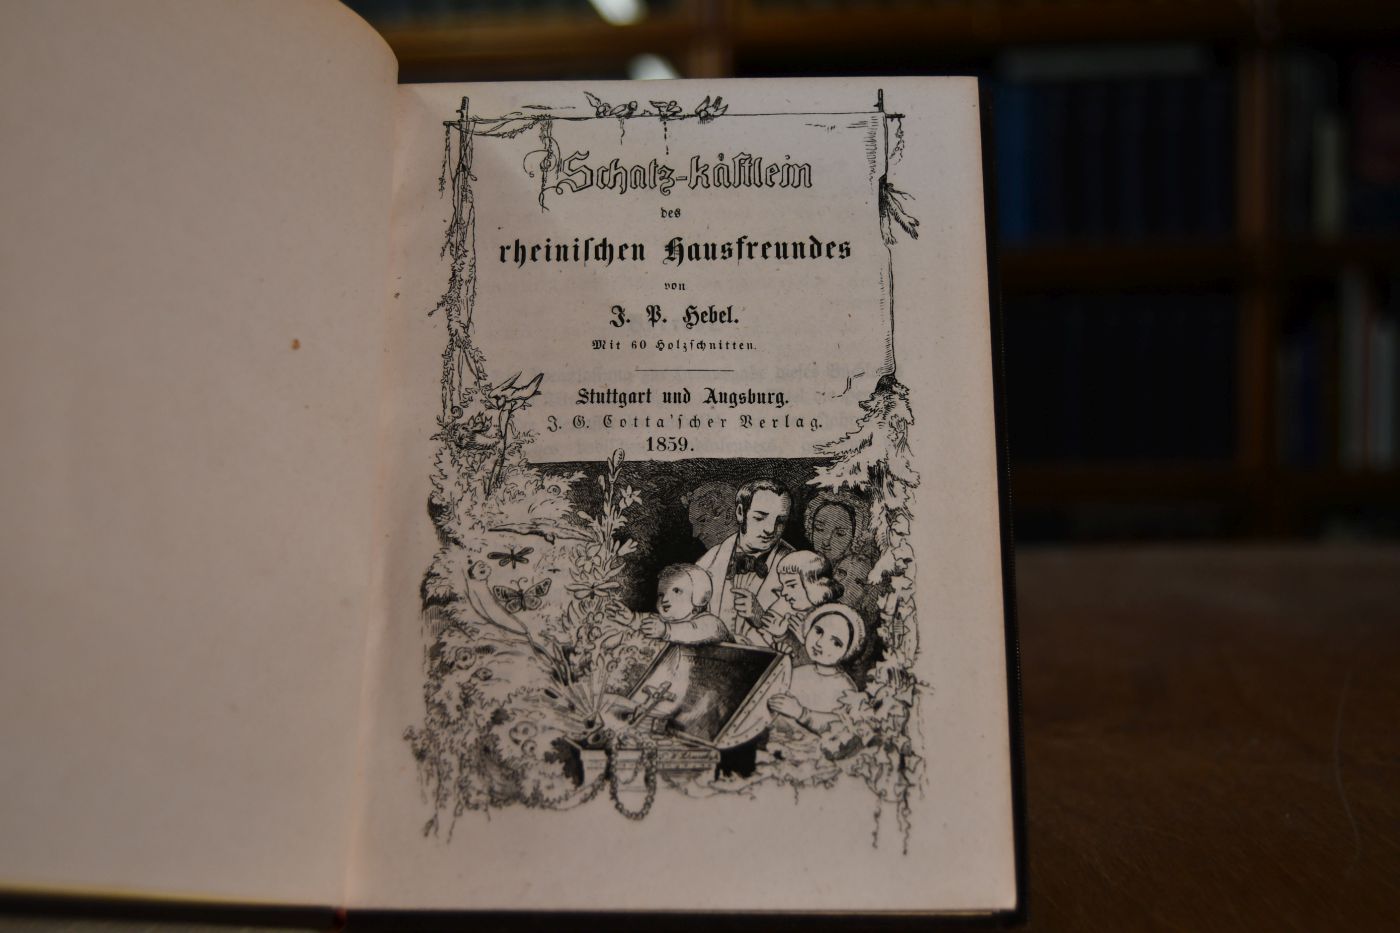 Schatz-käſtlein
des
rheiniſchen Hausfreundes
von
J. P. Hebel.
Mit 60 Holzſchnitten.
Stuttgart und Augsburg.
J. G. Cotta'ſcher Verlag.
1859.